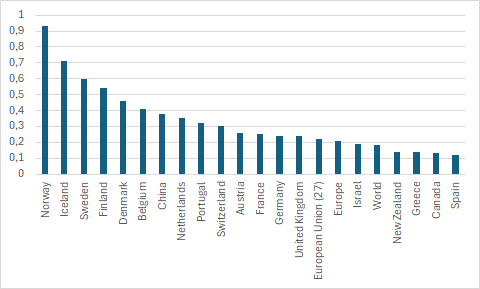 1
0,9
0,8
0,7
0,6
0,5
0,4
0,3
0,2
0,1
0
Norway
Iceland
Sweden
Finland
Denmark
Belgium
China
Netherlands
Portugal
Switzerland
Austria
France
Germany
United Kingdom
European Union (27)
Europe
Israel
World
New Zealand
Greece
Canada
Spain